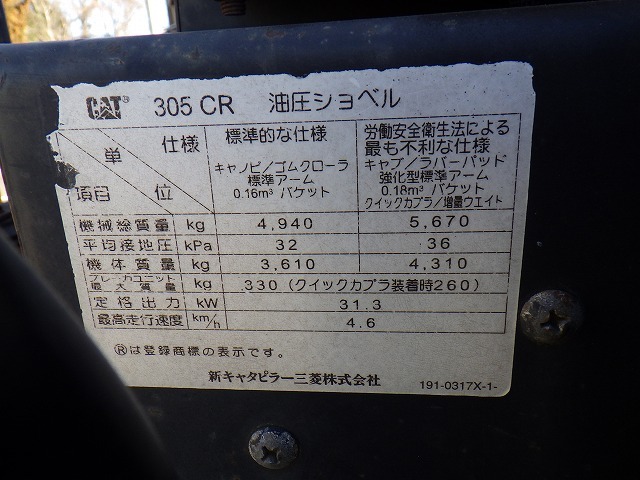 CAT 305 CR 油圧ショベル
仕様
単
項目 位
標準的な仕様
キャノピ/ゴムクローラ
標準アーム
0.16m³ バケット
労働安全衛生法による
最も不利な仕様
キャブ/ラバーパッド
強化型標準アーム
0.18m³ バケット
クイックカプラ/増量ウエイト
機械総質量 kg 4,940 5,670
平均接地圧 kPa 32 36
機体質量 kg 3,610 4,310
ブレーカユニット
最大質量 kg 330 (クイックカプラ装着時260)
定格出力 kW 31.3
最高走行速度 km/h 4.6
®は登録商標の表示です。
新キャタピラー三菱株式会社
191-0317X-1-